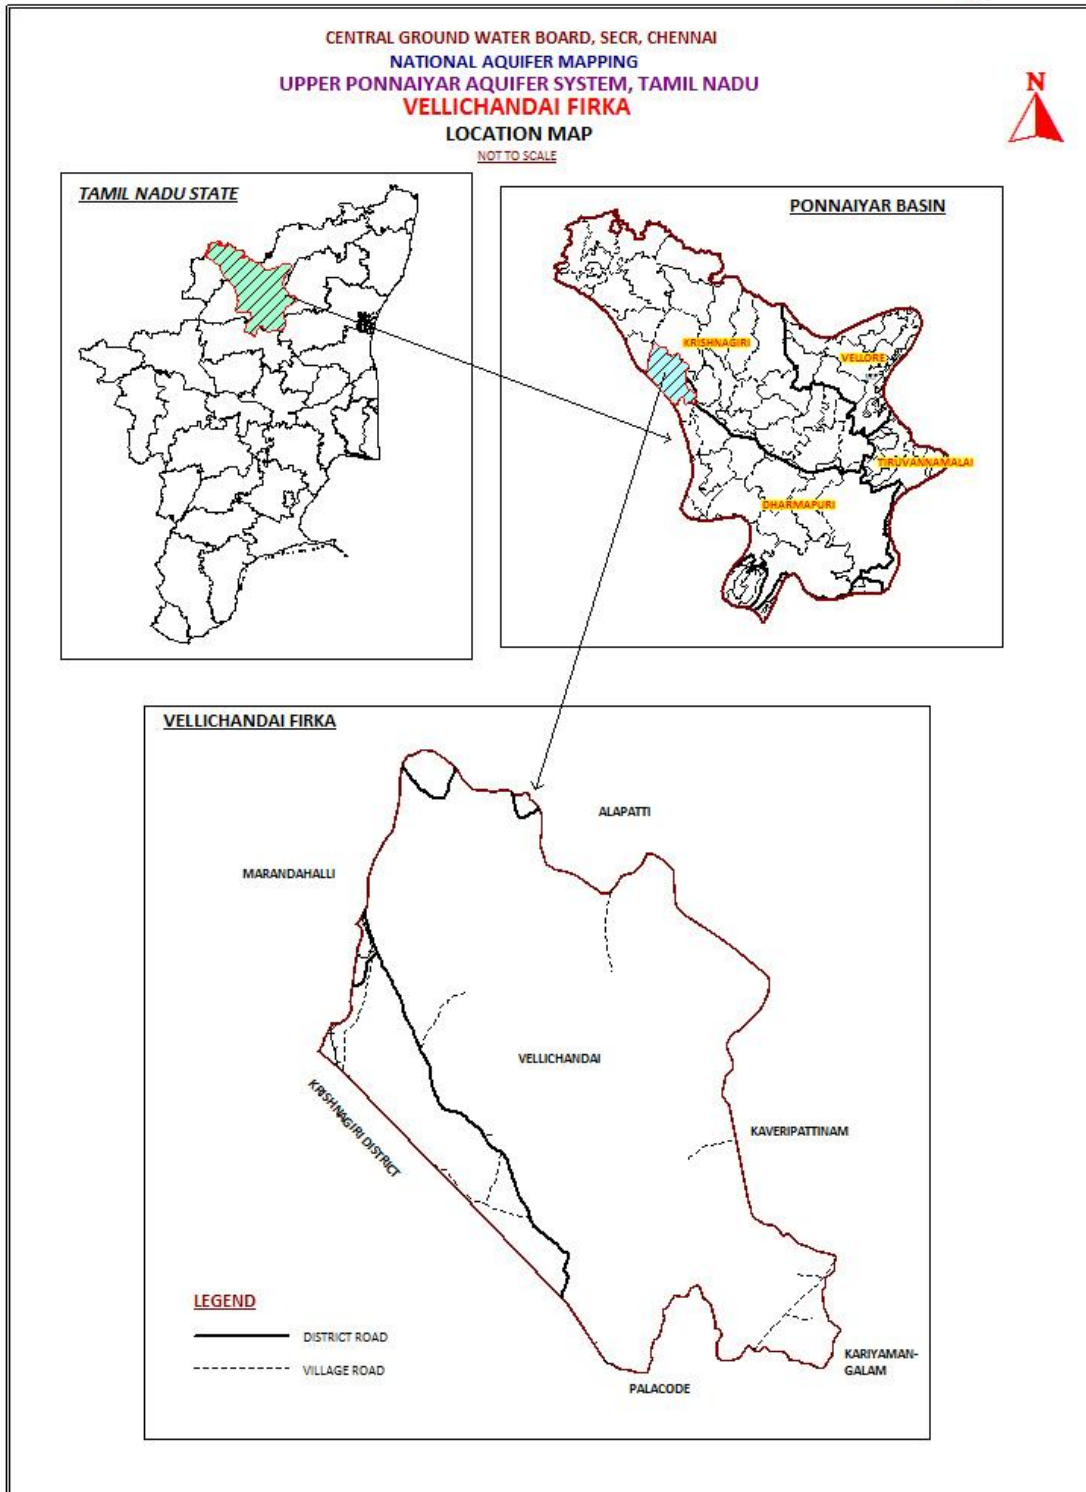 CENTRAL GROUND WATER BOARD, SECR, CHENNAI
NATIONAL AQUIFER MAPPING
UPPER PONNAIYAR AQUIFER SYSTEM, TAMIL NADU
VELLICHANDAI FIRKA
LOCATION MAP
NOT TO SCALE
N
TAMIL NADU STATE
PONNAIYAR BASIN
KRISHNAGIRI
VELLORE
TIRUVANNAMALAI
DHARMAPURI
VELLICHANDAI FIRKA
ALAPATTI
MARANDAHALLI
VELLICHANDAI
KRISHNAGIRI DISTRICT
KAVERIPATTINAM
LEGEND
DISTRICT ROAD
VILLAGE ROAD
KARIYAMAN-
GALAM
PALACODE